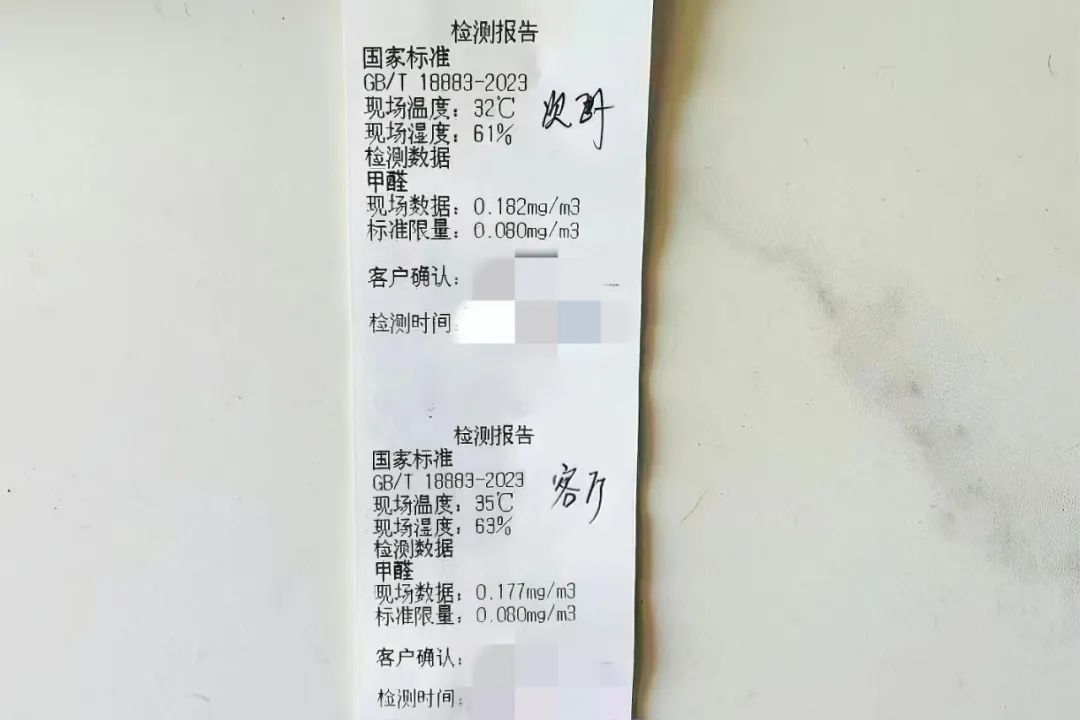 检测报告
国家标准
GB/T 18883-2023
现场温度：32℃
次卧
现场湿度：61%
检测数据
甲醛
现场数据：0.182mg/m3
标准限量：0.080mg/m3
客户确认：
检测时间：
检测报告
国家标准
GB/T 18883-2023
现场温度：35℃
客厅
现场湿度：63%
检测数据
甲醛
现场数据：0.177mg/m3
标准限量：0.080mg/m3
客户确认：
检测时间：